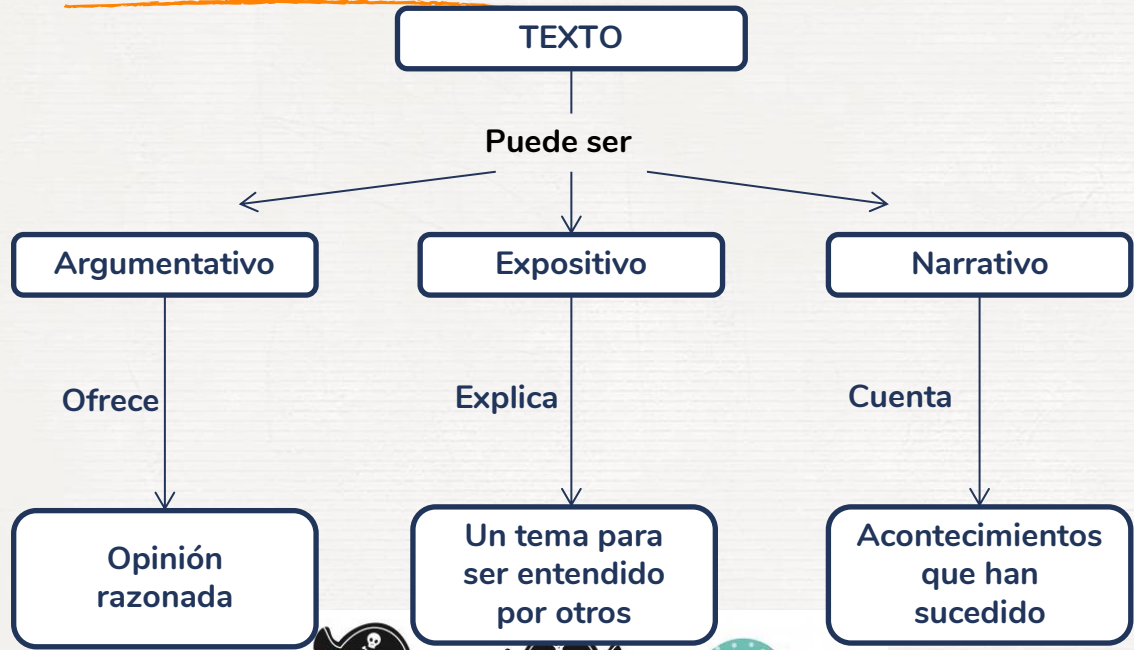 TEXTO
Puede ser
Argumentativo
Expositivo
Narrativo
Ofrece
Explica
Cuenta
Opinión
razonada
Un tema para
ser entendido
por otros
Acontecimientos
que han
sucedido